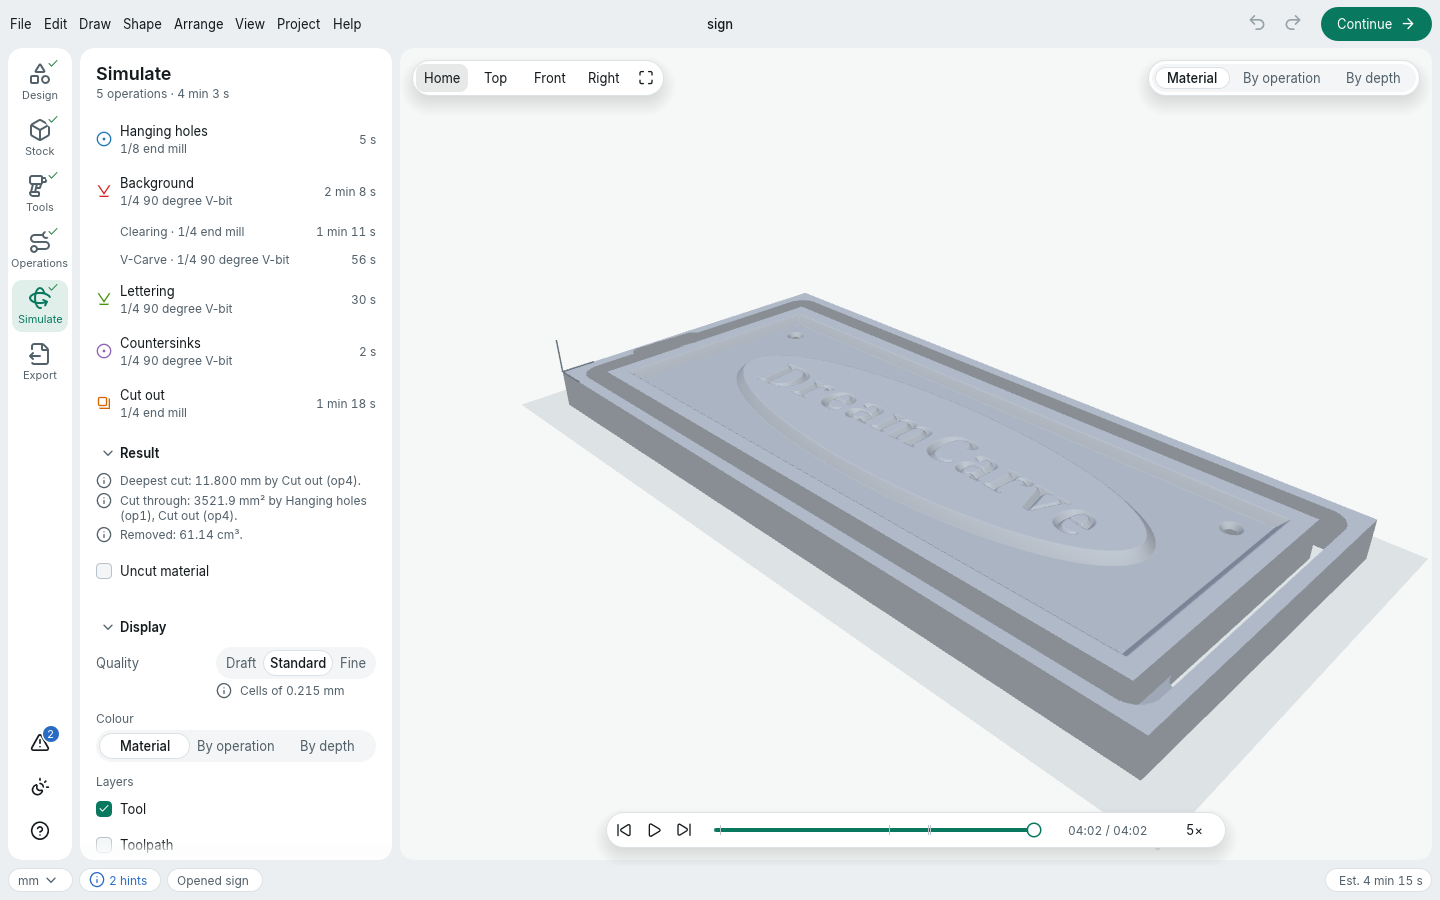 File Edit Draw Shape Arrange View Project Help
sign
Continue
Design
Stock
Tools
Operations
Simulate
Export
2
Simulate
5 operations · 4 min 3 s
Hanging holes
1/8 end mill
5 s
Background
1/4 90 degree V-bit
2 min 8 s
Clearing · 1/4 end mill 1 min 11 s
V-Carve · 1/4 90 degree V-bit 56 s
Lettering
1/4 90 degree V-bit
30 s
Countersinks
1/4 90 degree V-bit
2 s
Cut out
1/4 end mill
1 min 18 s
Result
Deepest cut: 11.800 mm by Cut out (op4).
Cut through: 3521.9 mm² by Hanging holes
(op1), Cut out (op4).
Removed: 61.14 cm³.
Uncut material
Display
Quality Draft Standard Fine
Cells of 0.215 mm
Colour
Material By operation By depth
Layers
Tool
Toolpath
Home Top Front Right
Material By operation By depth
DreamCarve
04:02 / 04:02 5×
mm 2 hints Opened sign
Est. 4 min 15 s